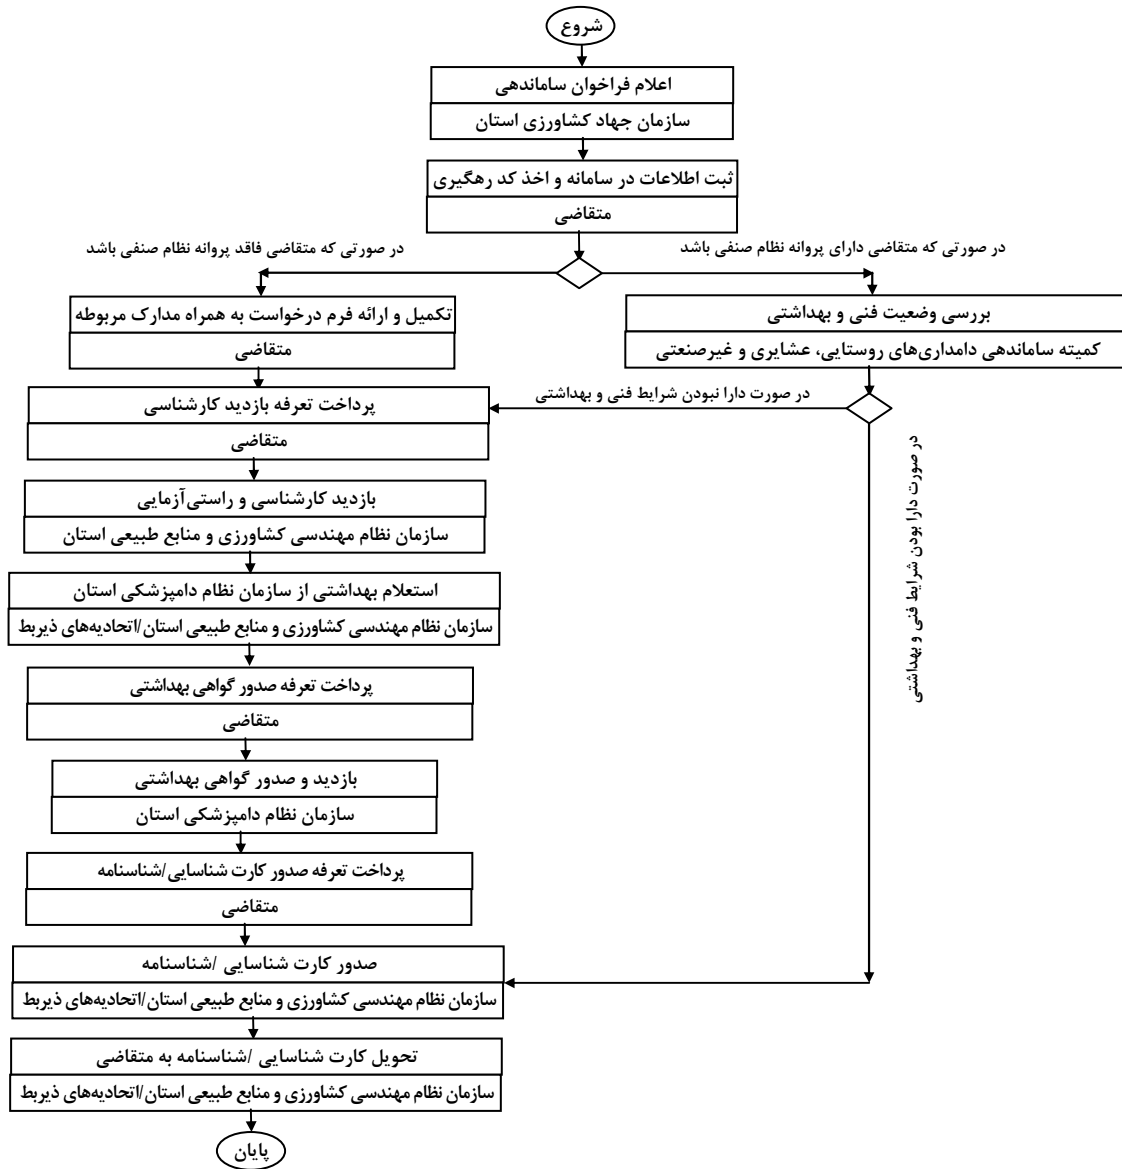 شروع
اعلام فراخوان ساماندهی
سازمان جهاد کشاورزی استان
ثبت اطلاعات در سامانه و اخذ کد رهگیری
متقاضی
در صورتی که متقاضی دارای پروانه نظام صنفی باشد
در صورتی که متقاضی فاقد پروانه نظام صنفی باشد
بررسی وضعیت فنی و بهداشتی
کمیته ساماندهی دامداری‌های روستایی، عشایری و غیرصنعتی
تکمیل و ارائه فرم درخواست به همراه مدارک مربوطه
متقاضی
در صورت دارا نبودن شرایط فنی و بهداشتی
در صورت دارا بودن شرایط فنی و بهداشتی
پرداخت تعرفه بازدید کارشناسی
متقاضی
بازدید کارشناسی و راستی‌آزمایی
سازمان نظام مهندسی کشاورزی و منابع طبیعی استان
استعلام بهداشتی از سازمان نظام دامپزشکی استان
سازمان نظام مهندسی کشاورزی و منابع طبیعی استان/اتحادیه‌های ذیربط
پرداخت تعرفه صدور گواهی بهداشتی
متقاضی
بازدید و صدور گواهی بهداشتی
سازمان نظام دامپزشکی استان
پرداخت تعرفه صدور کارت شناسایی/شناسنامه
متقاضی
صدور کارت شناسایی /شناسنامه
سازمان نظام مهندسی کشاورزی و منابع طبیعی استان/اتحادیه‌های ذیربط
تحویل کارت شناسایی /شناسنامه به متقاضی
سازمان نظام مهندسی کشاورزی و منابع طبیعی استان/اتحادیه‌های ذیربط
پایان